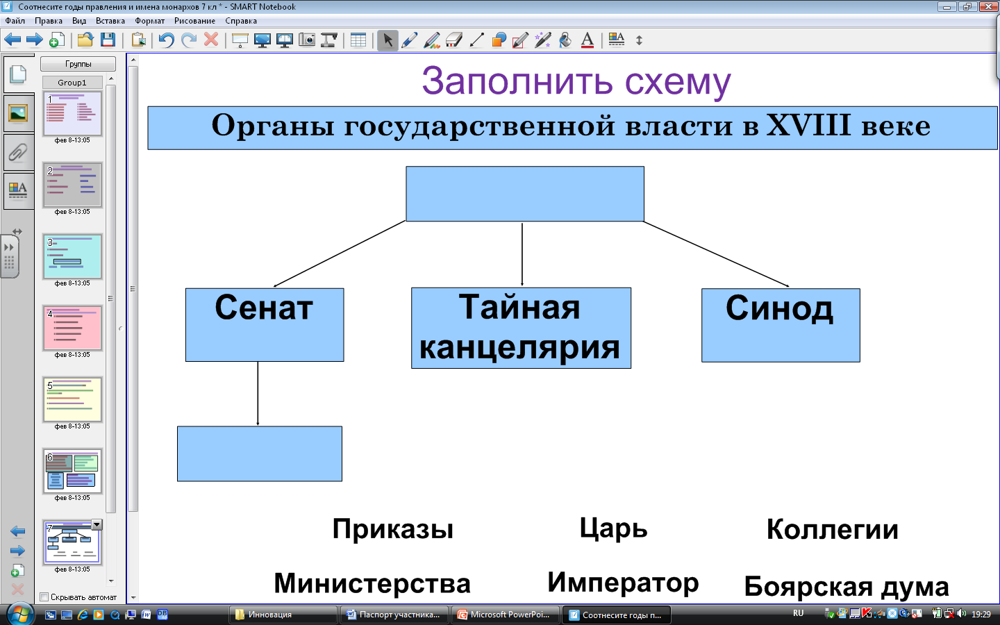 Соотнесите годы правления и имена монархов 7 кл * - SMART Notebook
Файл Правка Вид Вставка Формат Рисование Справка
Группы
Group1
1
фев 8-13:05
2
фев 8-13:05
3
фев 8-13:05
4
фев 8-13:05
5
фев 8-13:05
6
фев 8-13:05
7
фев 8-13:05
Скрывать автомат
Заполнить схему
Органы государственной власти в XVIII веке
Сенат
Тайная
канцелярия
Синод
Приказы Царь Коллегии
Министерства Император Боярская дума
Инновация Паспорт участника... Microsoft PowerPoi... Соотнесите годы п... RU 19:29